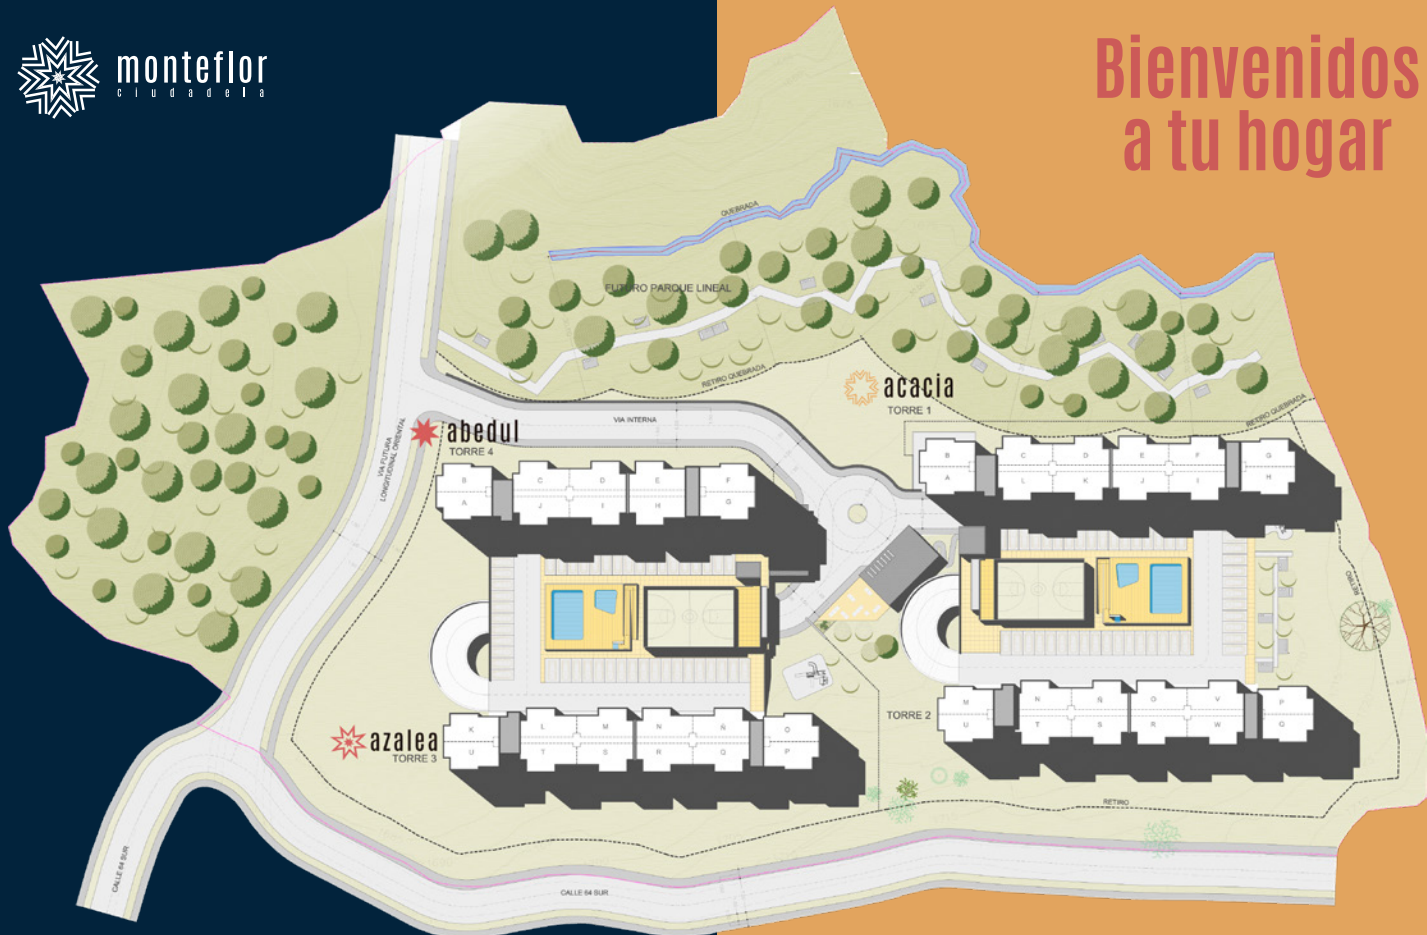 monteflor
ciudadela
Bienvenidos
a tu hogar
QUEBRADA
FUTURO PARQUE LINEAL
RETIRO QUEBRADA
acacia
TORRE 1
RETIRO QUEBRADA
VIA INTERNA
abedul
TORRE 4
VIA FUTURA
LONGITUDINAL ORIENTAL
B C D E F G
A L K J I H
B C D E F
A J I H G
RETIRO
azalea
TORRE 3
K L M N Ñ O
U T S R Q P
TORRE 2
M N Ñ O V P
U T S R W Q
RETIRO
CALLE 64 SUR
CALLE 64 SUR